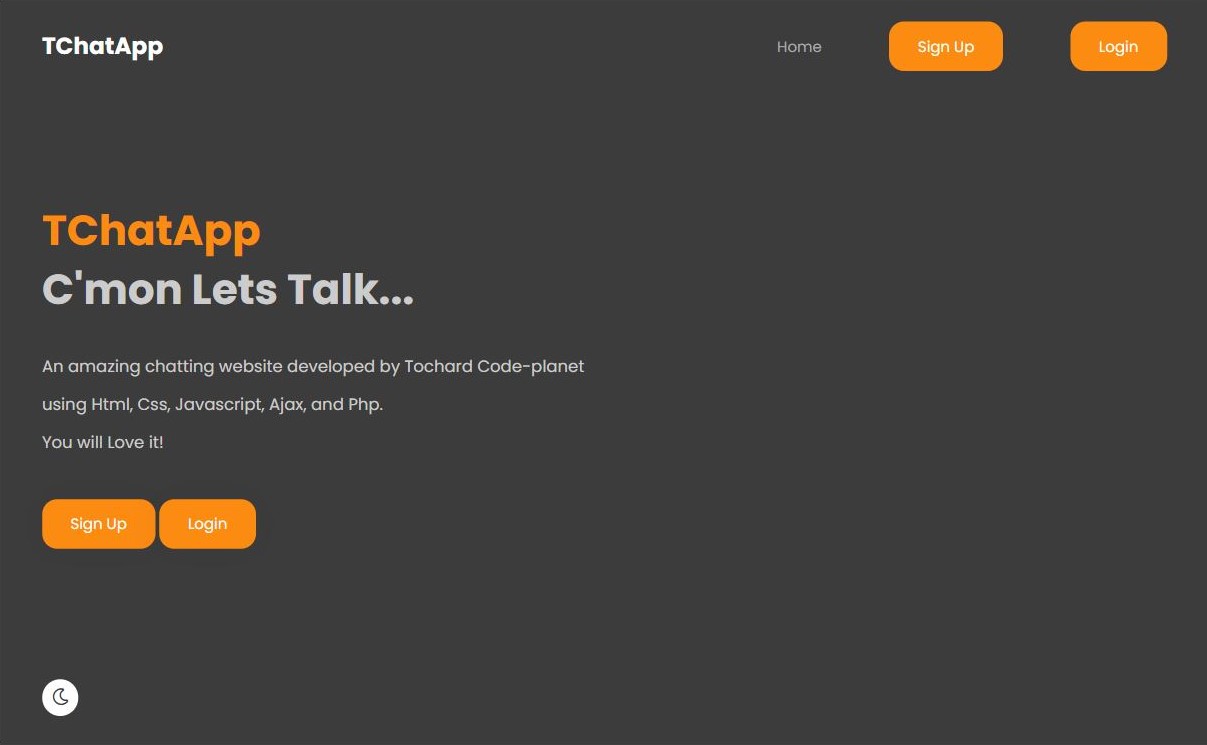 TChatApp
Home
Sign Up
Login
TChatApp
C'mon Lets Talk...
An amazing chatting website developed by Tochard Code-planet
using Html, Css, Javascript, Ajax, and Php.
You will Love it!
Sign Up
Login